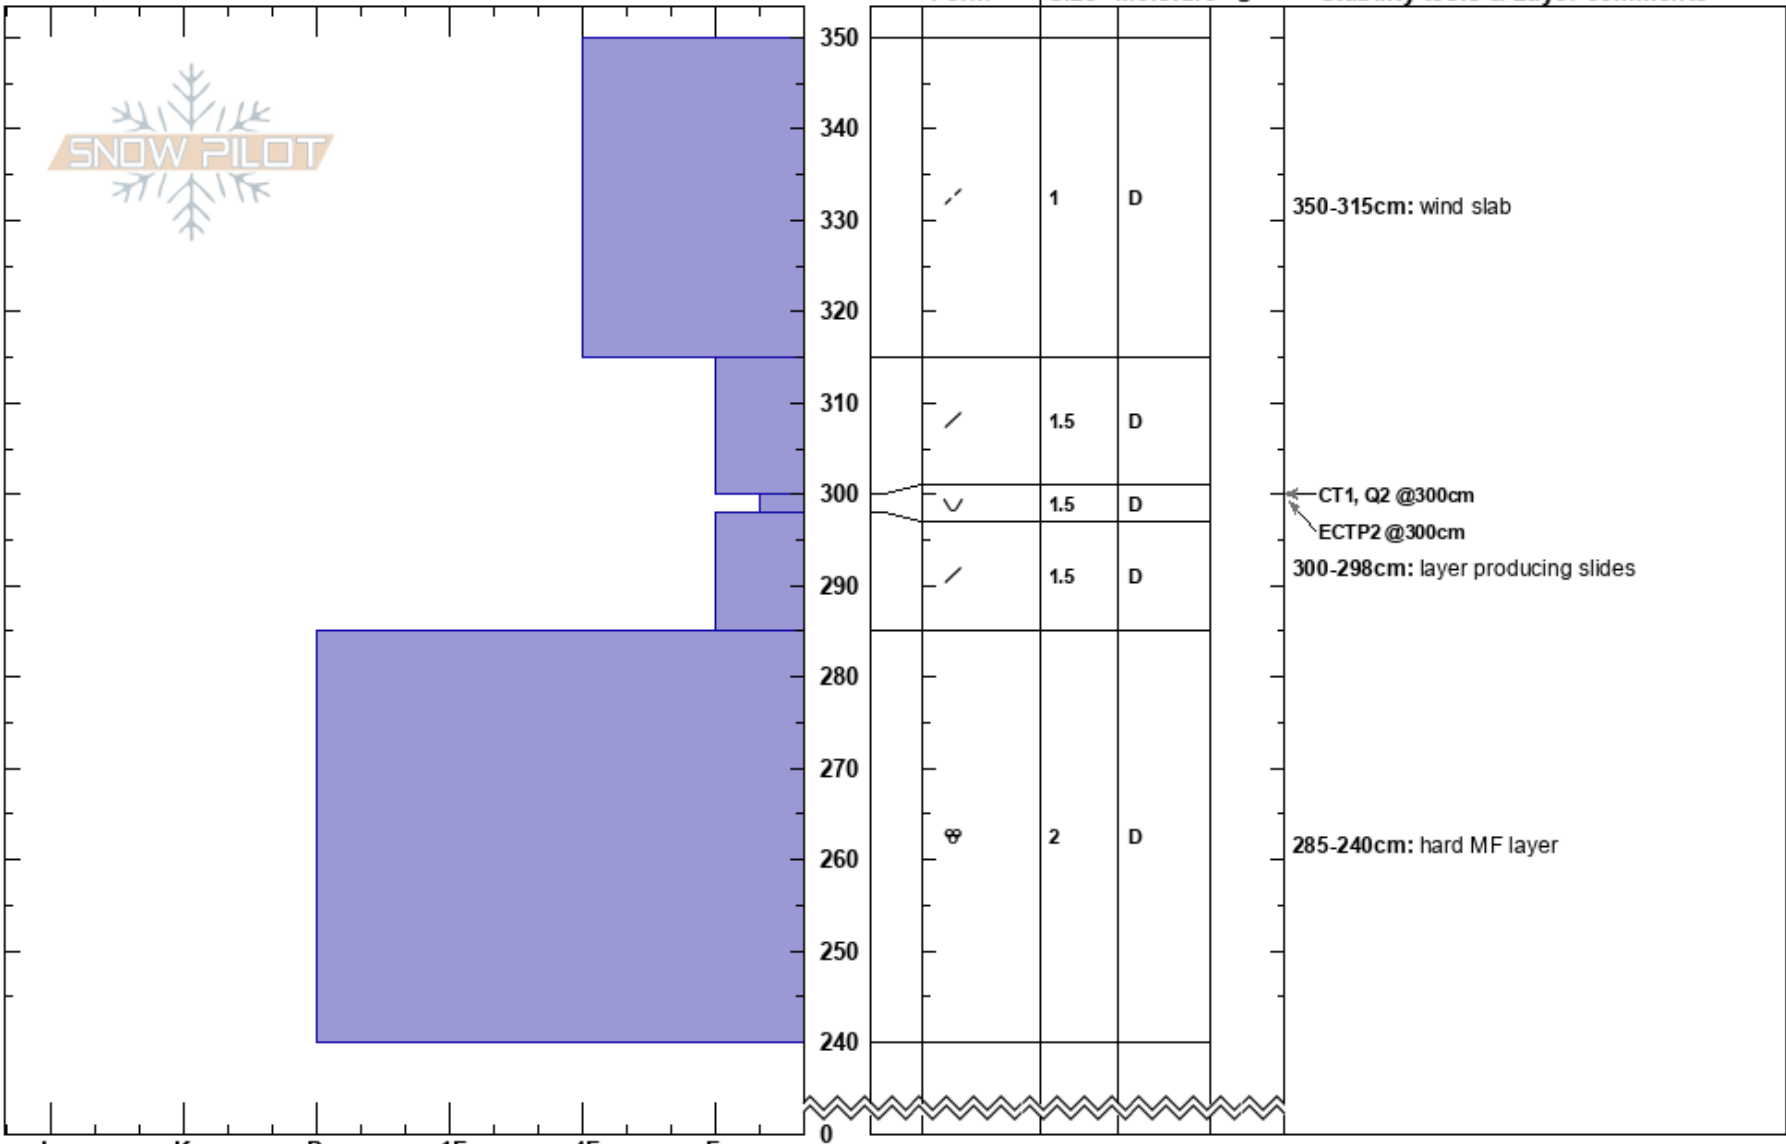 SNOW PILOT
350
340
330
320
310
300
290
280
270
260
250
240
0
1 D
1.5 D
1.5 D
1.5 D
2 D
350-315cm: wind slab
CT1, Q2 @300cm
ECTP2 @300cm
300-298cm: layer producing slides
285-240cm: hard MF layer